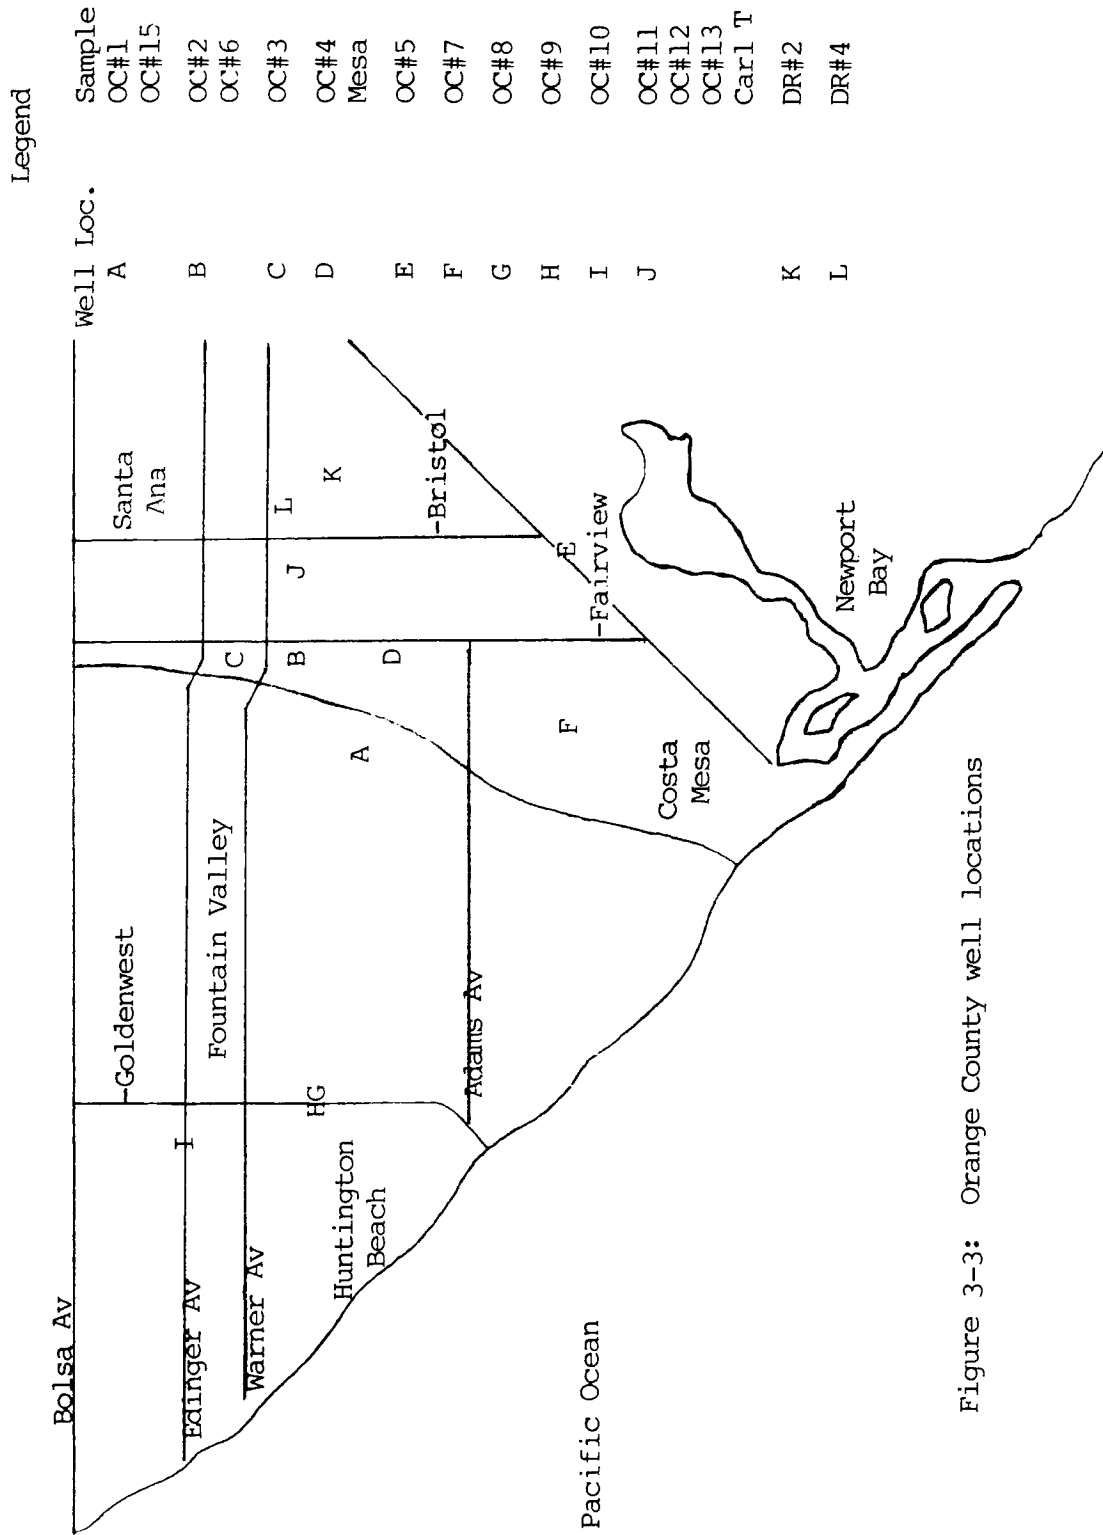 Legend
Well Loc. Sample
A OC#1
OC#15
B OC#2
OC#6
C OC#3
D OC#4
Mesa
E OC#5
F OC#7
G OC#8
H OC#9
I OC#10
J OC#11
OC#12
OC#13
Carl T
K DR#2
L DR#4
Bolsa Av
Edinger Av
Warner Av
Adams Av
Goldenwest
Fountain Valley
Santa
Ana
Huntington
Beach
Costa
Mesa
Bristol
Fairview
Newport
Bay
Pacific Ocean
I
HG
A
C
B
D
J
L
K
E
F
Figure 3-3: Orange County well locations